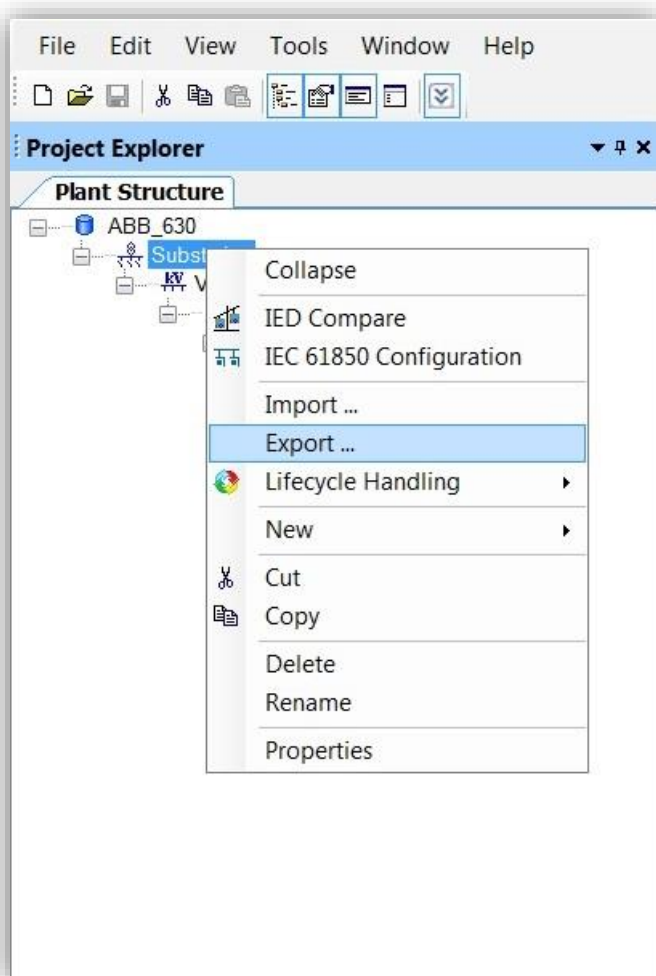 File Edit View Tools Window Help
Project Explorer
Plant Structure
ABB_630
Collapse
IED Compare
IEC 61850 Configuration
Import ...
Export ...
Lifecycle Handling
New
Cut
Copy
Delete
Rename
Properties